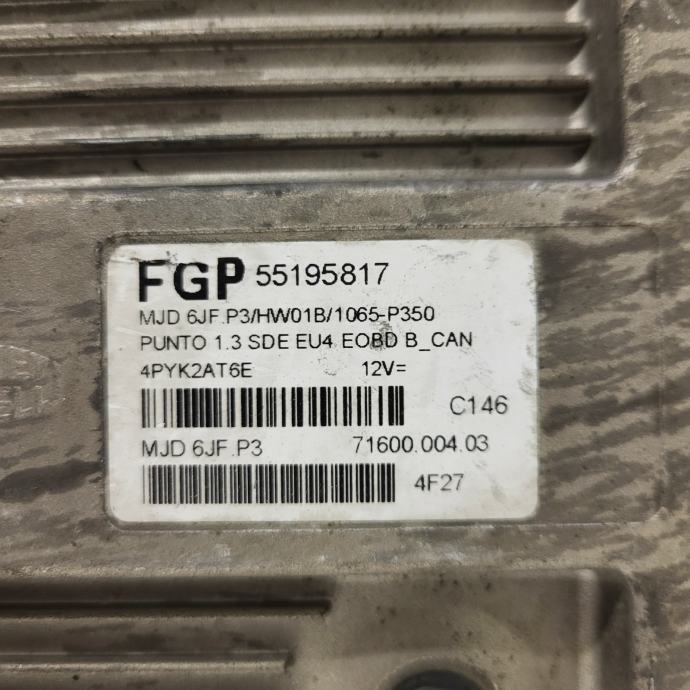 FGP 55195817
MJD 6JF.P3/HW01B/1065-P350
PUNTO 1.3 SDE EU4 EOBD B_CAN
4PYK2AT6E 12V=
C146
MJD 6JF.P3 71600.004.03
4F27